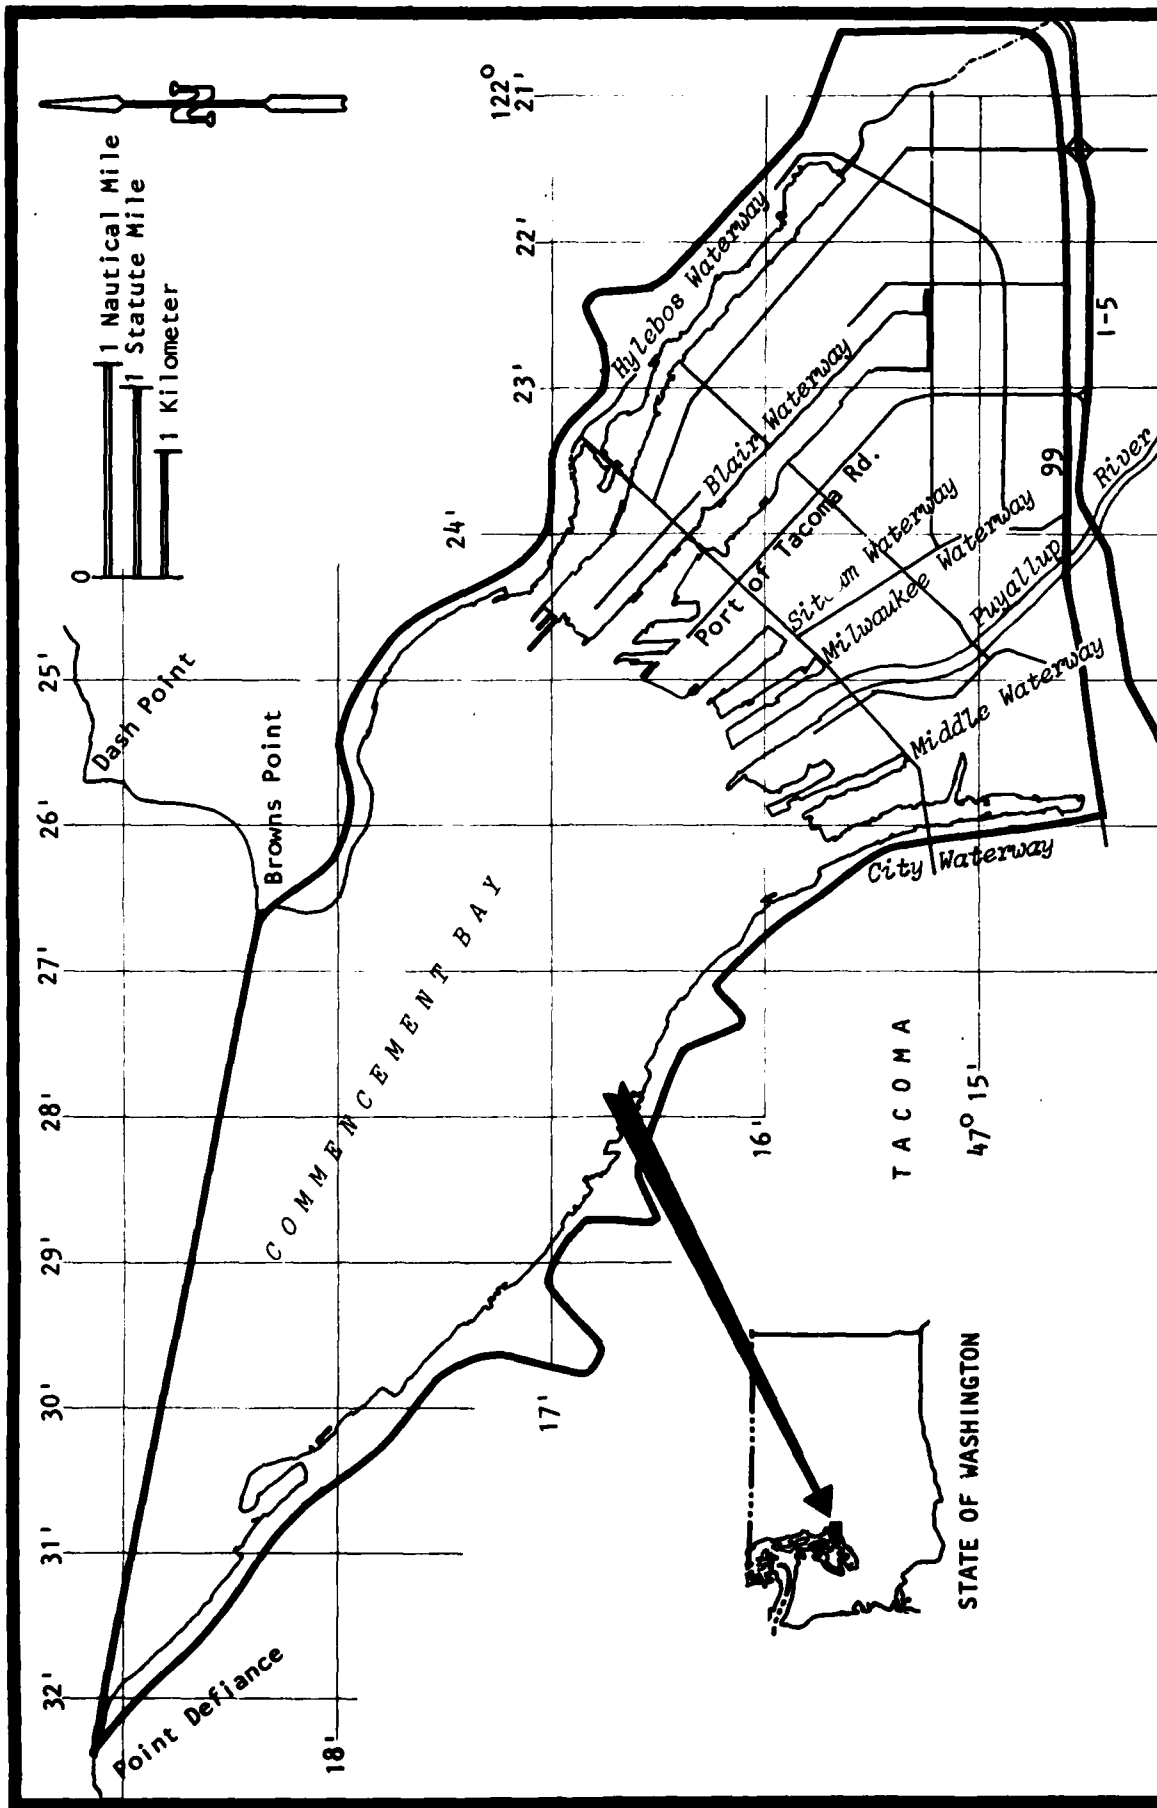 N
0
1 Nautical Mile
1 Statute Mile
1 Kilometer
32'
31'
30'
29'
28'
27'
26'
25'
24'
23'
22'
122° 21'
18'
17'
16'
47° 15'
Point Defiance
Dash Point
Browns Point
COMMENCEMENT BAY
Hylebos Waterway
Blair Waterway
Port of Tacoma Rd.
Waterway
Milwaukee Waterway
Puyallup River
Middle Waterway
City Waterway
99
I-5
TACOMA
STATE OF WASHINGTON